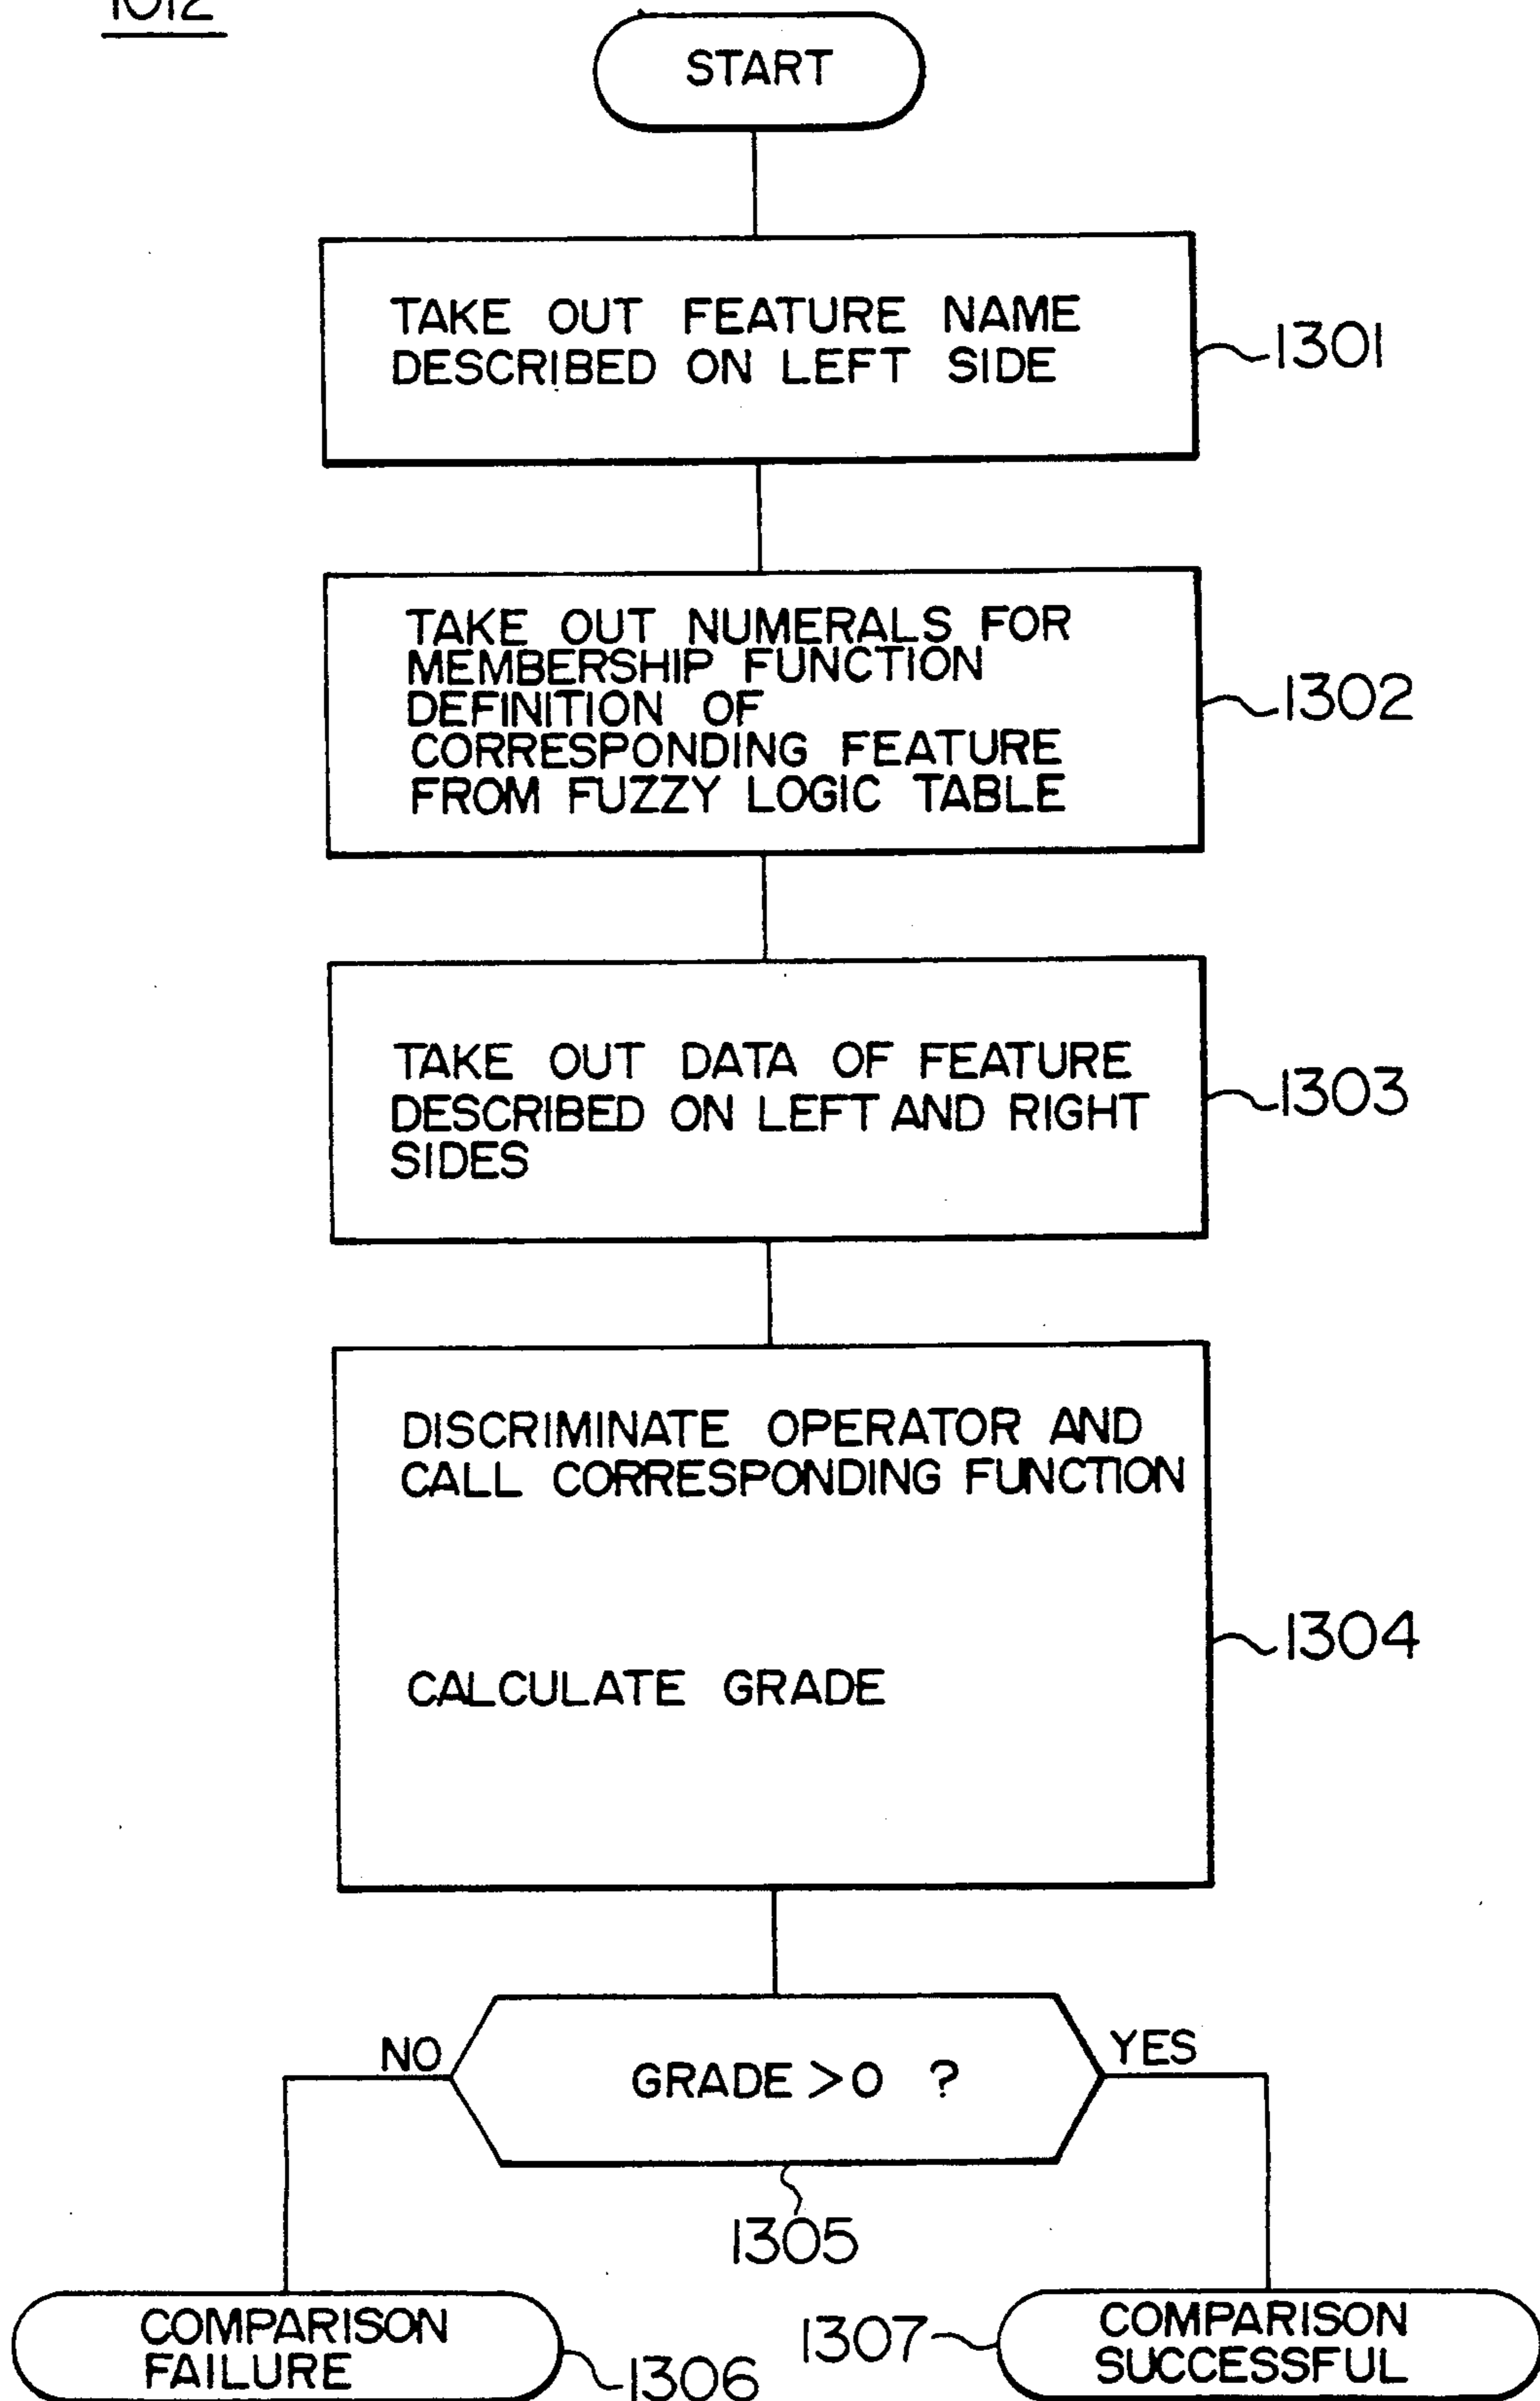 1012
START
TAKE OUT FEATURE NAME
DESCRIBED ON LEFT SIDE
1301
TAKE OUT NUMERALS FOR
MEMBERSHIP FUNCTION
DEFINITION OF
CORRESPONDING FEATURE
FROM FUZZY LOGIC TABLE
1302
TAKE OUT DATA OF FEATURE
DESCRIBED ON LEFT AND RIGHT
SIDES
1303
DISCRIMINATE OPERATOR AND
CALL CORRESPONDING FUNCTION
CALCULATE GRADE
1304
NO
GRADE >0 ?
YES
1305
COMPARISON
FAILURE
1306
1307
COMPARISON
SUCCESSFUL